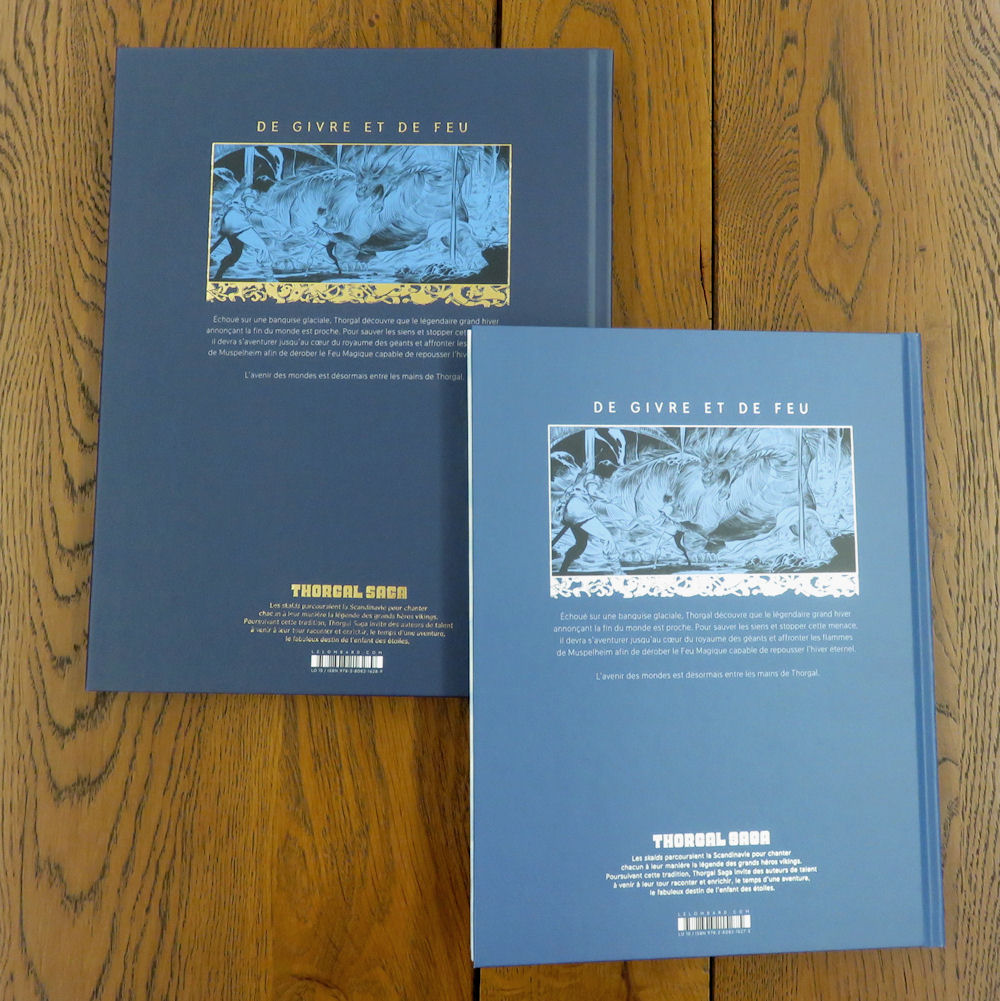 DE GIVRE ET DE FEU
Échoué sur une banquise glaciale, Thorgal découvre que le légendaire grand hiver
annonçant la fin du monde est proche. Pour sauver les siens et stopper
il devra s'aventurer jusqu'au cœur du royaume des géants et affronter les
de Muspelheim afin de dérober le Feu Magique capable de repousser
L'avenir des mondes est désormais entre les mains de Thorgal.
THORGAL SAGA
Les skalds parcouraient la Scandinavie pour chanter
chacun à leur manière la légende des grands héros vikings.
Poursuivant cette tradition, Thorgal Saga invite des auteurs de talent
à venir à leur tour raconter et enrichir, le temps d'une aventure,
le fabuleux destin de l'enfant des étoiles.
LELOMBARD.COM
DE GIVRE ET DE FEU
Échoué sur une banquise glaciale, Thorgal découvre que le légendaire grand hiver
annonçant la fin du monde est proche. Pour sauver les siens et stopper cette menace,
il devra s'aventurer jusqu'au cœur du royaume des géants et affronter les flammes
de Muspelheim afin de dérober le Feu Magique capable de repousser l'hiver éternel.
L'avenir des mondes est désormais entre les mains de Thorgal.
THORGAL SAGA
Les skalds parcouraient la Scandinavie pour chanter
chacun à leur manière la légende des grands héros vikings.
Poursuivant cette tradition, Thorgal Saga invite des auteurs de talent
à venir à leur tour raconter et enrichir, le temps d'une aventure,
le fabuleux destin de l'enfant des étoiles.
LELOMBARD.COM